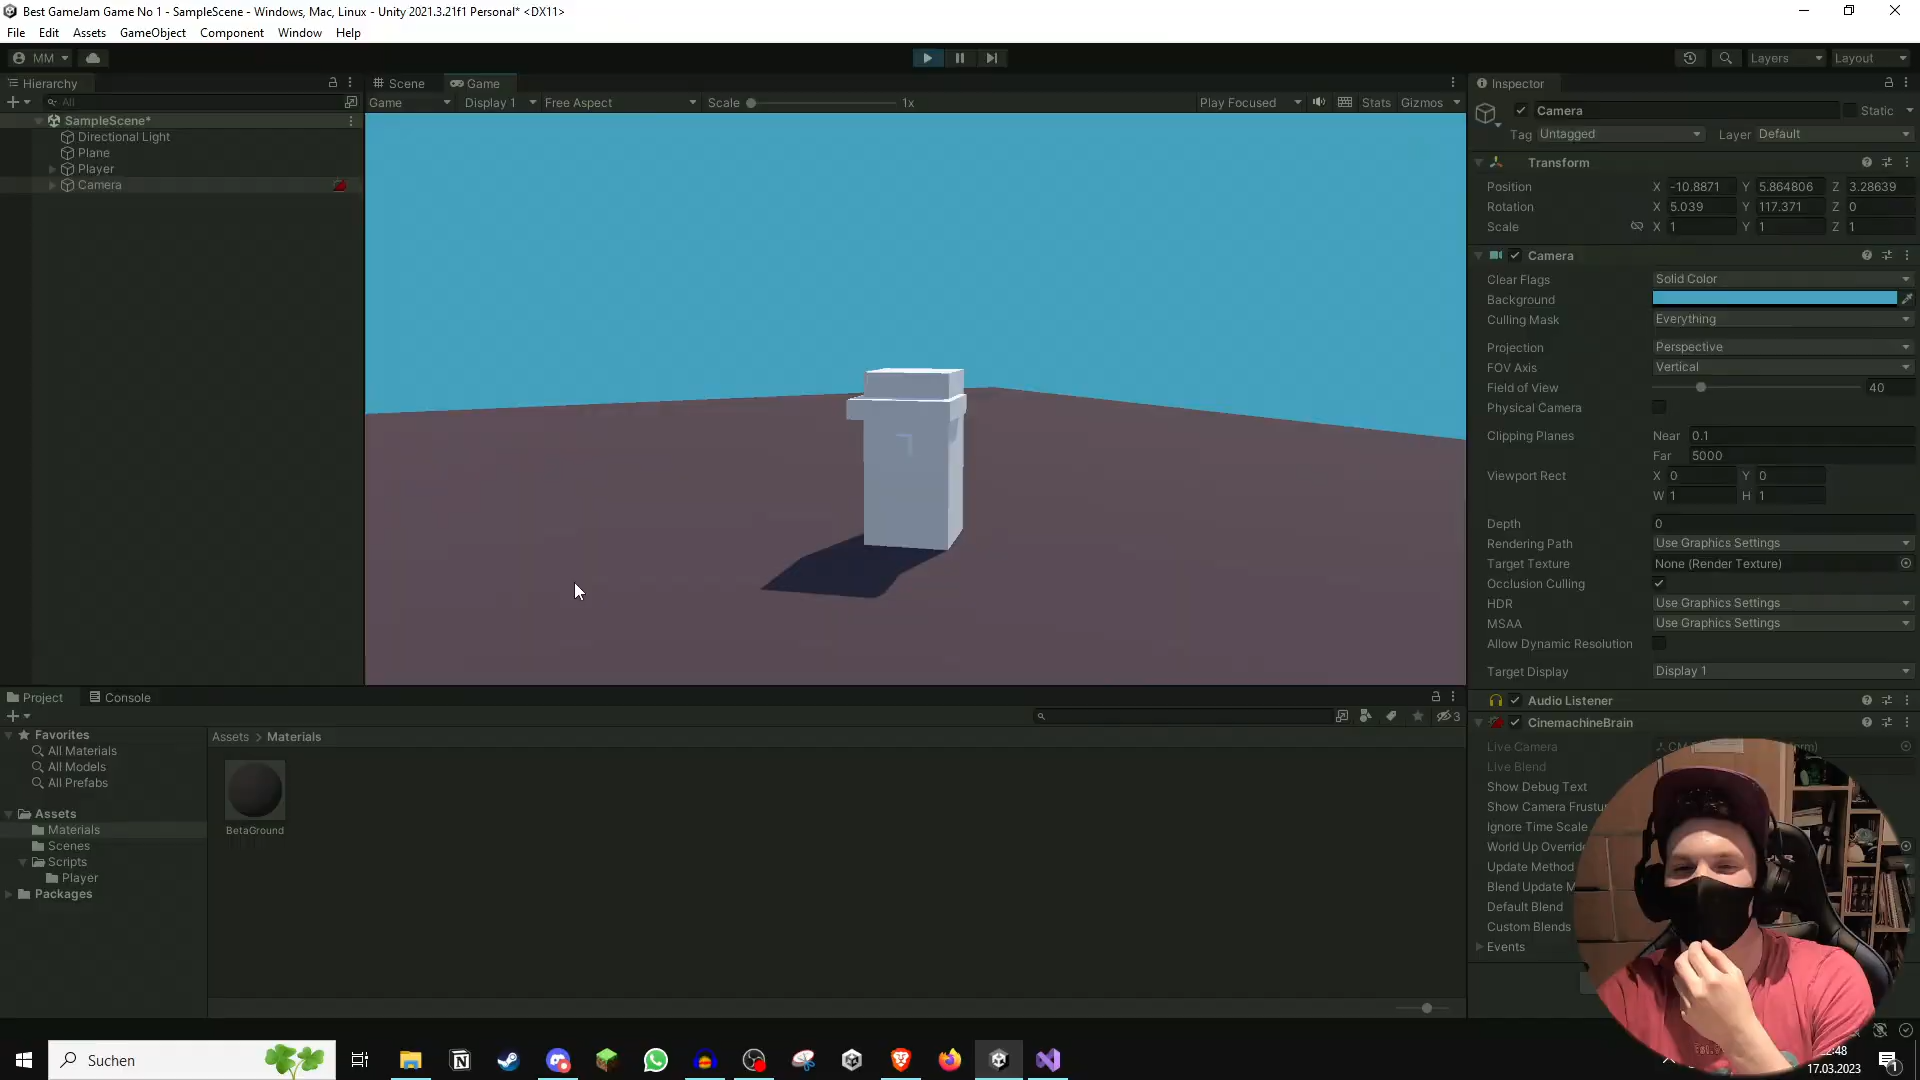 Best GameJam Game No 1 - SampleScene - Windows, Mac, Linux - Unity 2021.3.21f1 Personal* <DX11>
File Edit Assets GameObject Component Window Help
MM Layers Layout
Hierarchy
All
SampleScene*
Directional Light
Plane
Player
Camera
Scene Game
Game Display 1 Free Aspect Scale 1x Play Focused Stats Gizmos
Inspector
Camera Static
Tag Untagged Layer Default
Transform
Position X -10.8871 Y 5.864806 Z 3.28639
Rotation X 5.039 Y 117.371 Z 0
Scale X 1 Y 1 Z 1
Camera
Clear Flags Solid Color
Background
Culling Mask Everything
Projection Perspective
FOV Axis Vertical
Field of View 40
Physical Camera
Clipping Planes Near 0.1
Far 5000
Viewport Rect X 0 Y 0
W 1 H 1
Depth 0
Rendering Path Use Graphics Settings
Target Texture None (Render Texture)
Occlusion Culling
HDR Use Graphics Settings
MSAA Use Graphics Settings
Allow Dynamic Resolution
Target Display Display 1
Audio Listener
CinemachineBrain
Live Camera
Live Blend
Show Debug Text
Show Camera Frustu
Ignore Time Scale
World Up Overrid
Update Method
Blend Update M
Default Blend
Custom Blends
Events
Project Console
3
Favorites
All Materials
All Models
All Prefabs
Assets
Materials
Scenes
Scripts
Player
Packages
Assets > Materials
BetaGround
Suchen
:48
17.03.2023
1